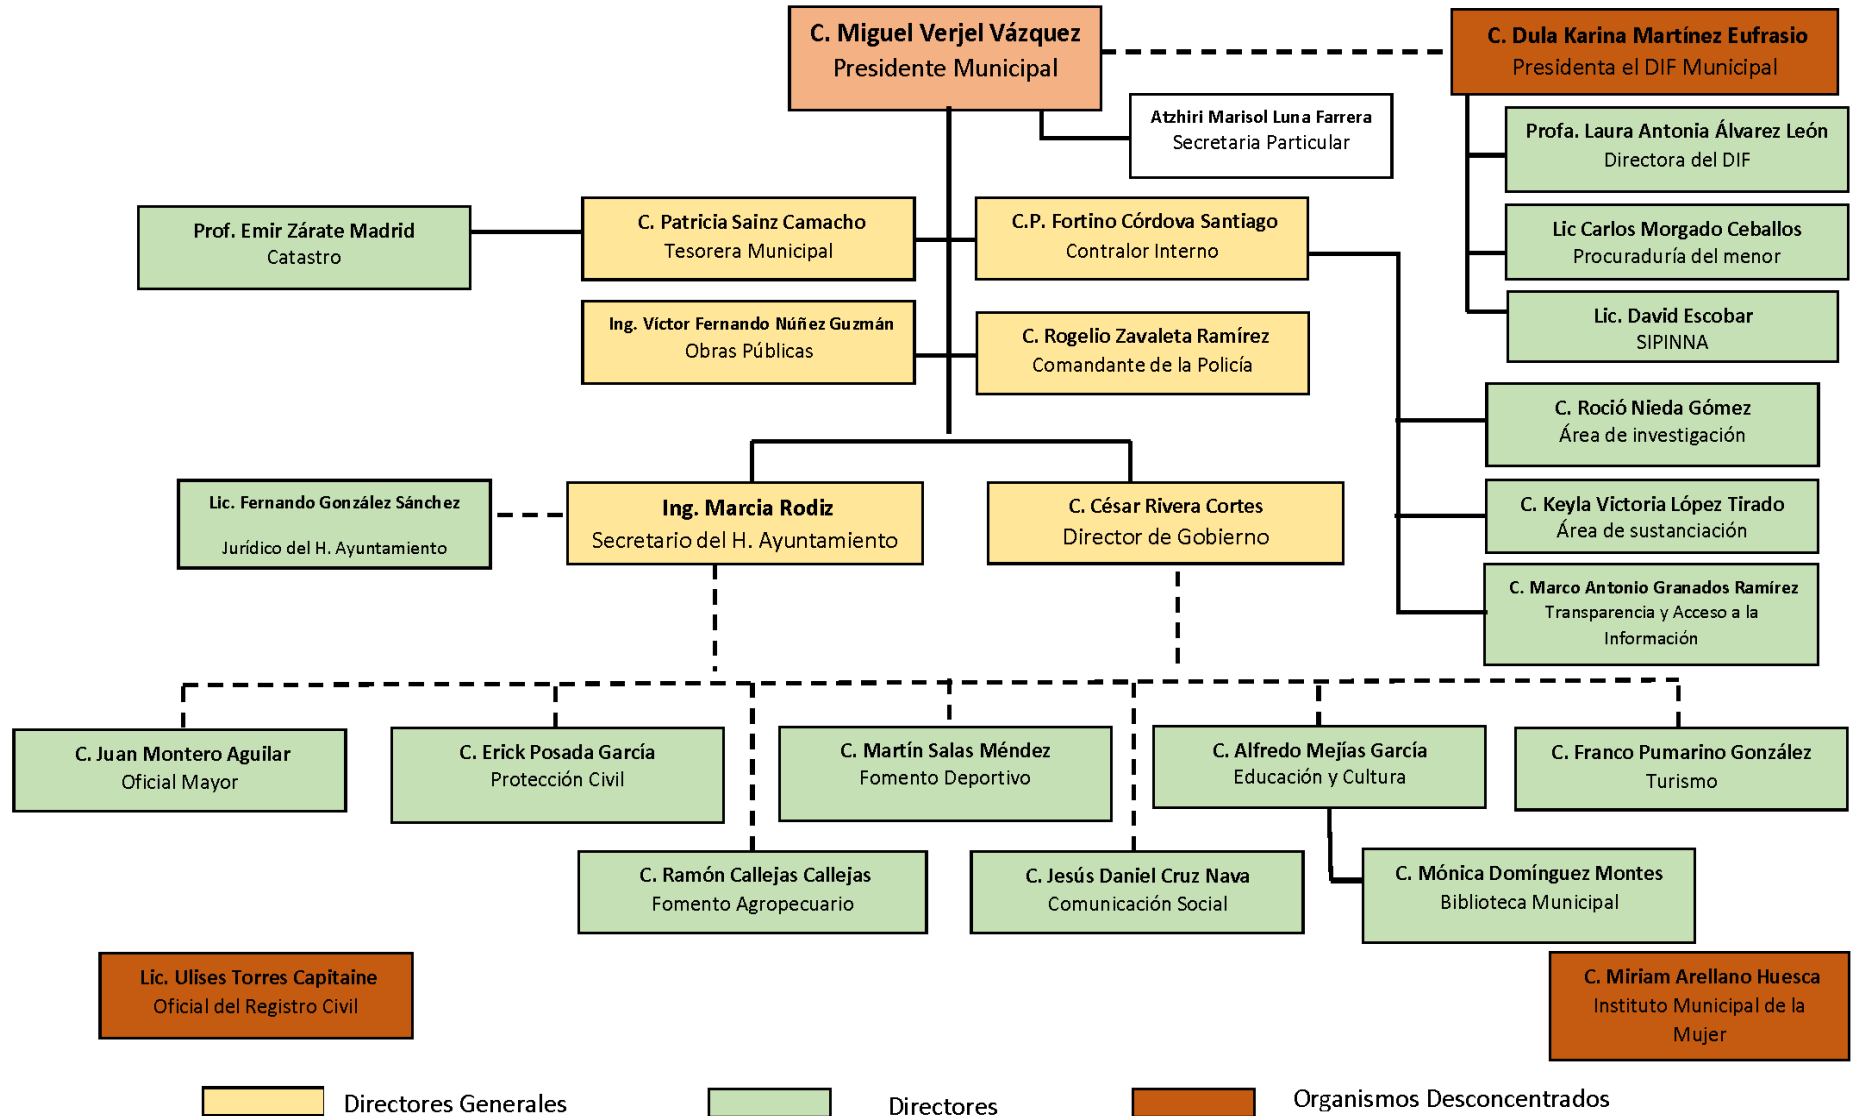 C. Miguel Verjel Vázquez
Presidente Municipal
C. Dula Karina Martínez Eufrasio
Presidenta el DIF Municipal
Atzhiri Marisol Luna Farrera
Secretaria Particular
Profa. Laura Antonia Álvarez León
Directora del DIF
Prof. Emir Zárate Madrid
Catastro
C. Patricia Sainz Camacho
Tesorera Municipal
C.P. Fortino Córdova Santiago
Contralor Interno
Lic Carlos Morgado Ceballos
Procuraduría del menor
Ing. Víctor Fernando Núñez Guzmán
Obras Públicas
C. Rogelio Zavaleta Ramírez
Comandante de la Policía
Lic. David Escobar
SIPINNA
C. Roció Nieda Gómez
Área de investigación
Lic. Fernando González Sánchez
Jurídico del H. Ayuntamiento
Ing. Marcia Rodiz
Secretario del H. Ayuntamiento
C. César Rivera Cortes
Director de Gobierno
C. Keyla Victoria López Tirado
Área de sustanciación
C. Marco Antonio Granados Ramírez
Transparencia y Acceso a la
Información
C. Juan Montero Aguilar
Oficial Mayor
C. Erick Posada García
Protección Civil
C. Martín Salas Méndez
Fomento Deportivo
C. Alfredo Mejías García
Educación y Cultura
C. Franco Pumarino González
Turismo
C. Ramón Callejas Callejas
Fomento Agropecuario
C. Jesús Daniel Cruz Nava
Comunicación Social
C. Mónica Domínguez Montes
Biblioteca Municipal
Lic. Ulises Torres Capitaine
Oficial del Registro Civil
C. Miriam Arellano Huesca
Instituto Municipal de la
Mujer
Directores Generales
Directores
Organismos Desconcentrados